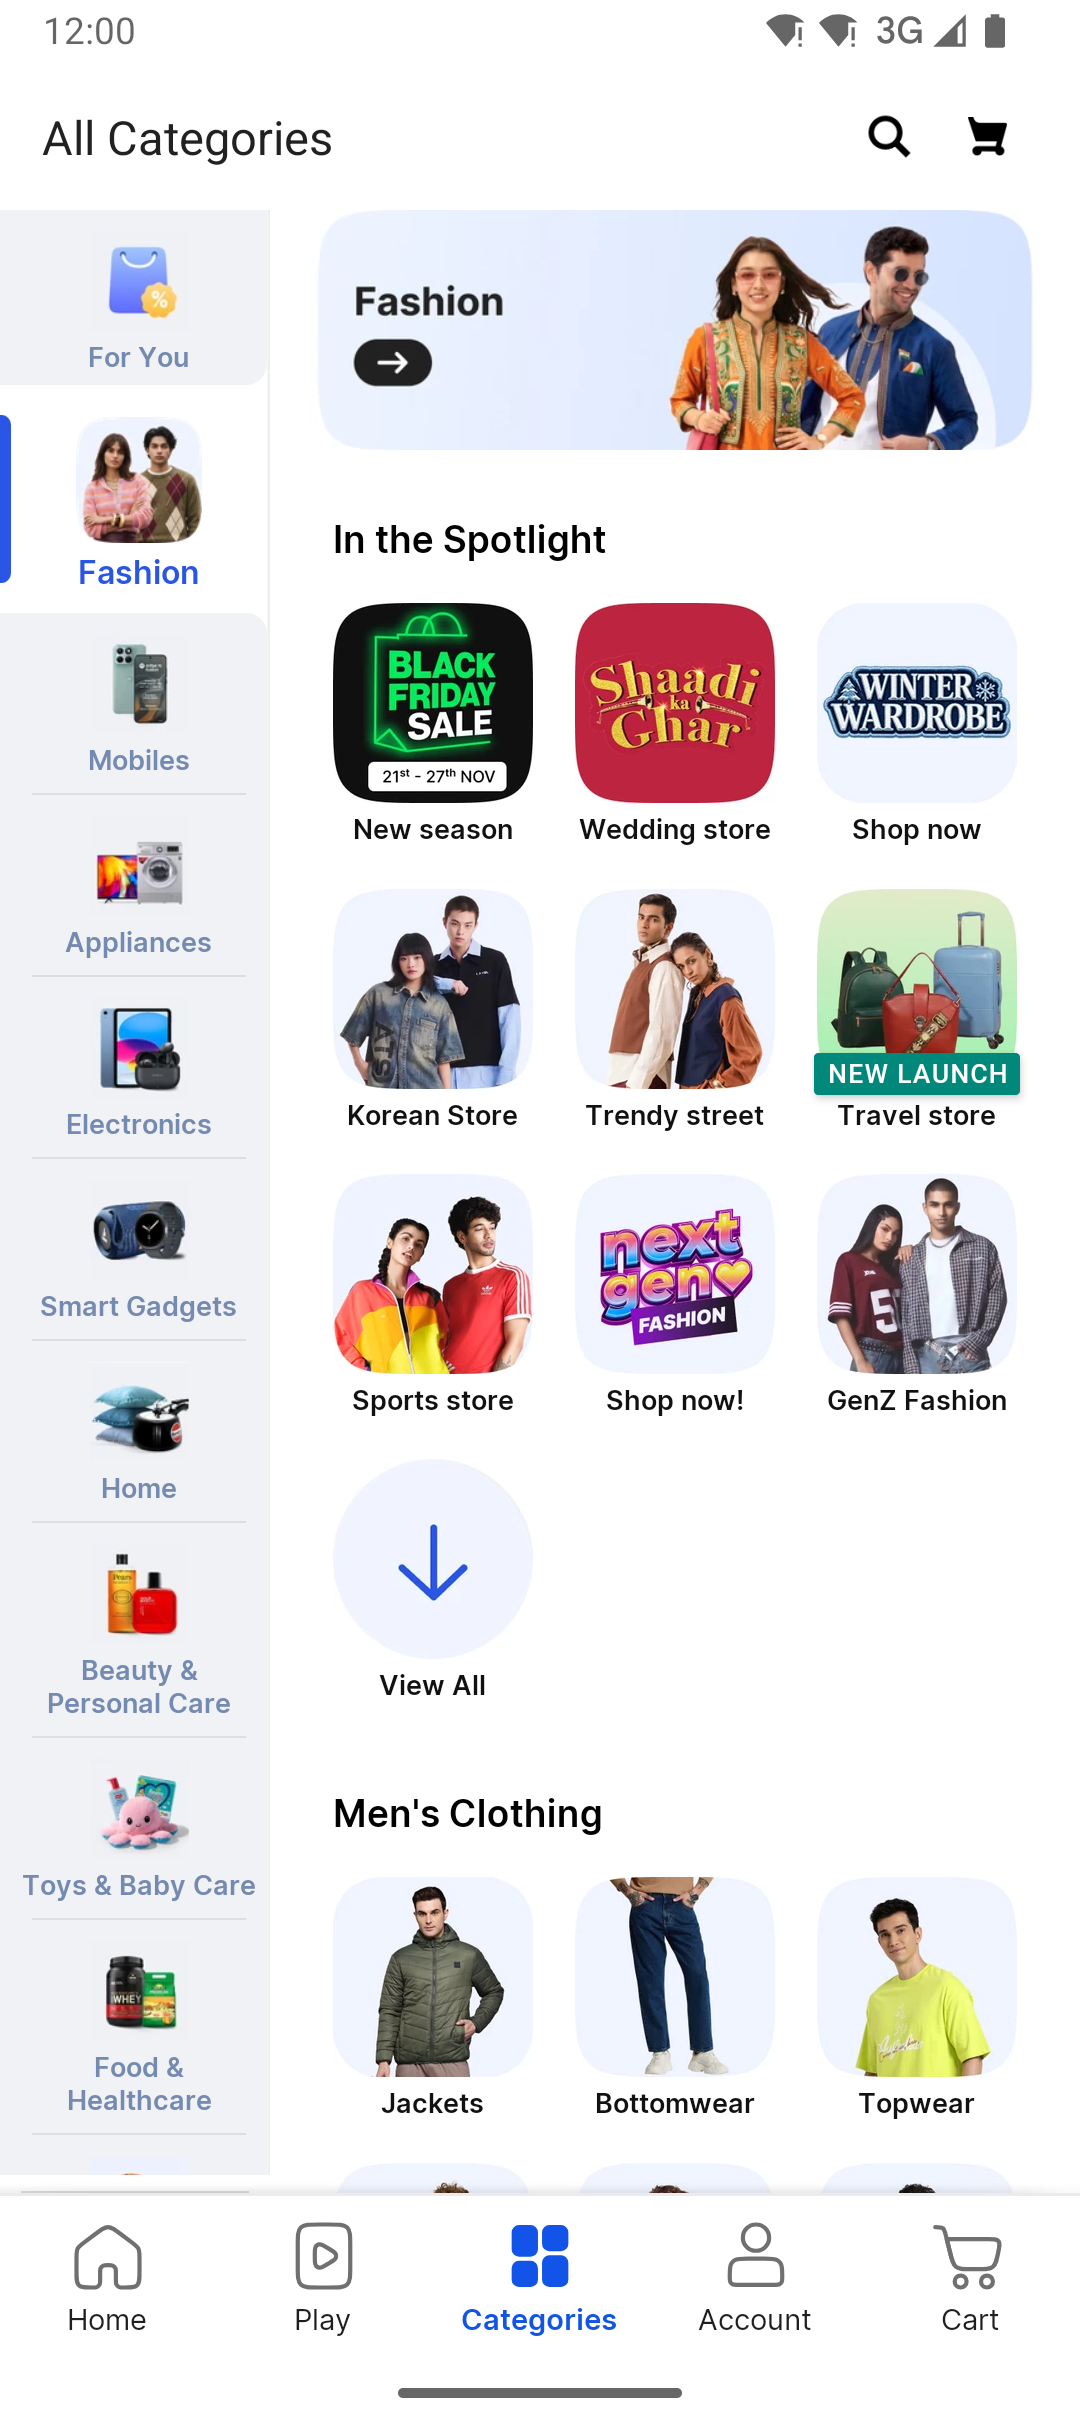 12:00
3G
All Categories
For You
Fashion
Mobiles
Appliances
Electronics
Smart Gadgets
Home
Beauty &
Personal Care
Toys & Baby Care
Food &
Healthcare
Fashion
In the Spotlight
BLACK
FRIDAY
SALE
21st - 27th NOV
New season
Shaadi
ka
Ghar
Wedding store
WINTER
WARDROBE
Shop now
Korean Store
Trendy street
NEW LAUNCH
Travel store
Sports store
next
gen
FASHION
Shop now!
GenZ Fashion
View All
Men's Clothing
Jackets
Bottomwear
Topwear
Home
Play
Categories
Account
Cart